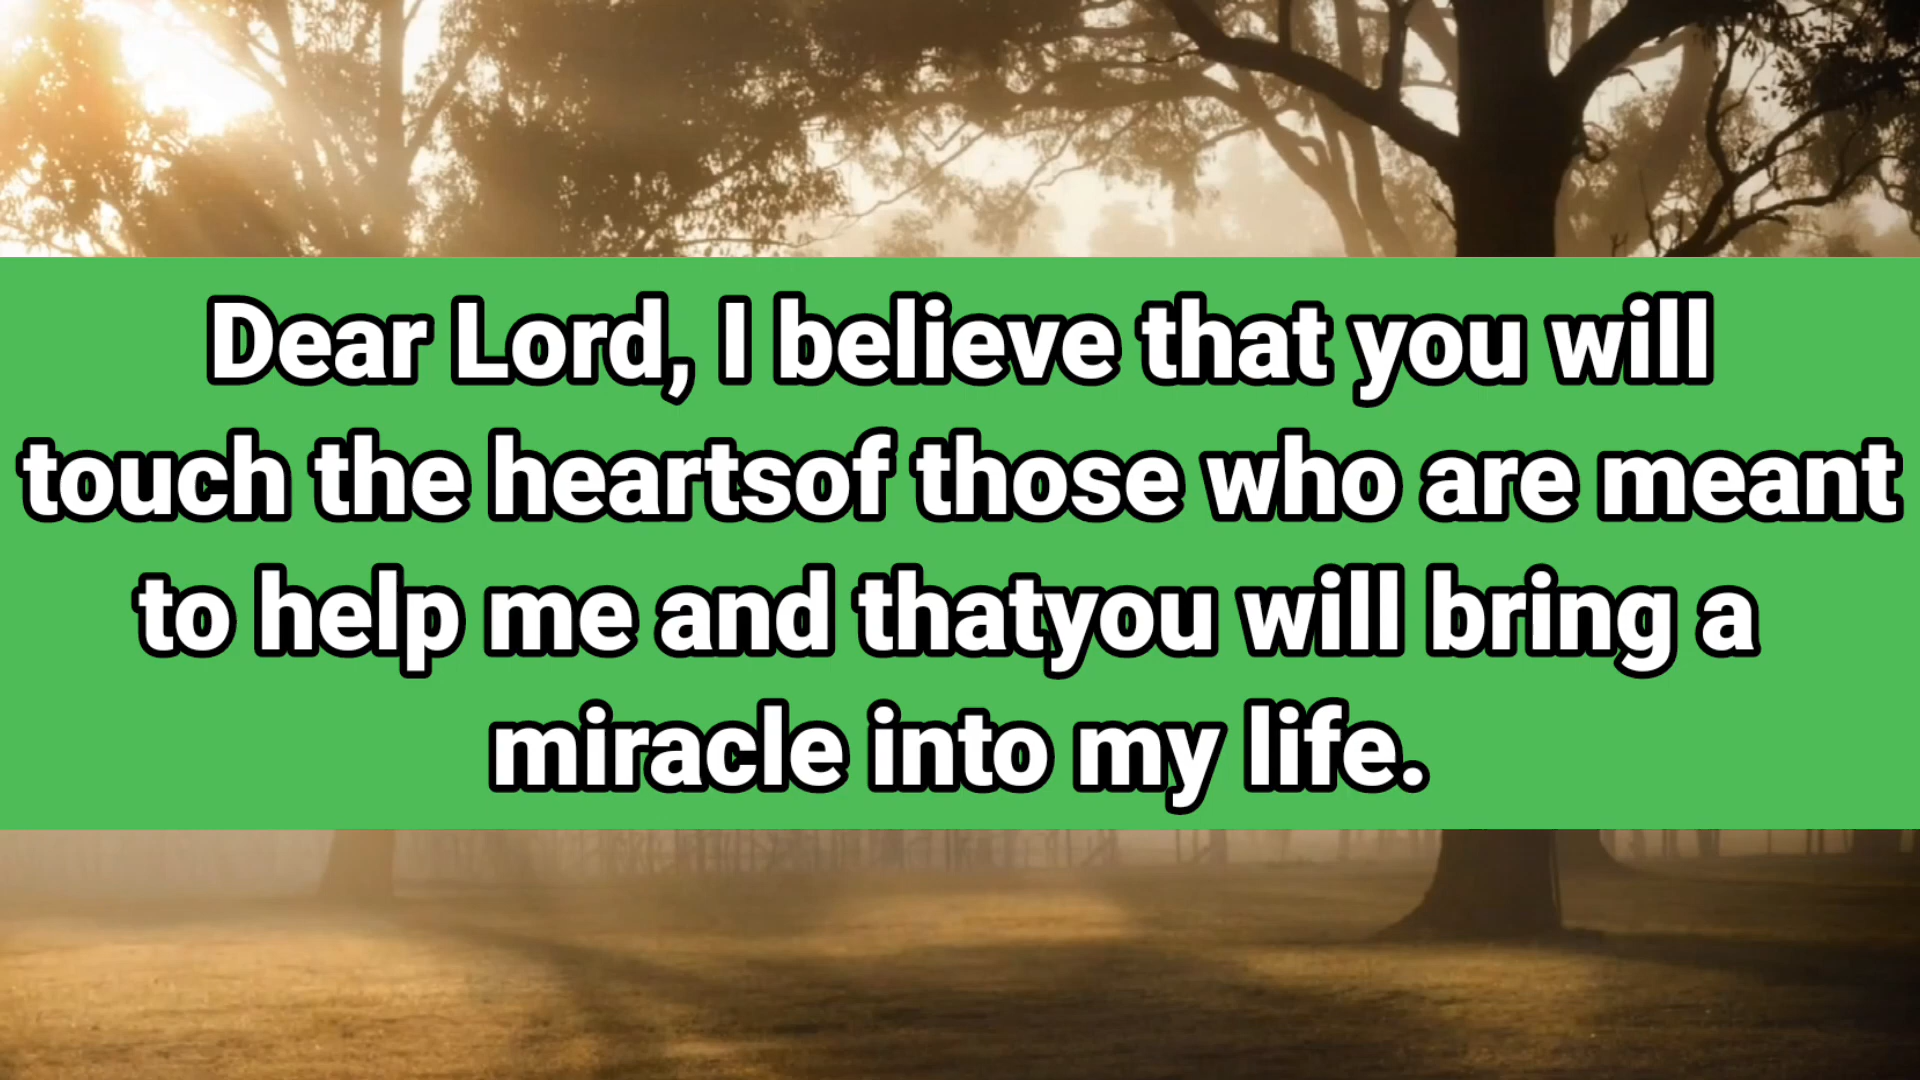 Dear Lord, I believe that you will
touch the heartsof those who are meant
to help me and thatyou will bring a
miracle into my life.